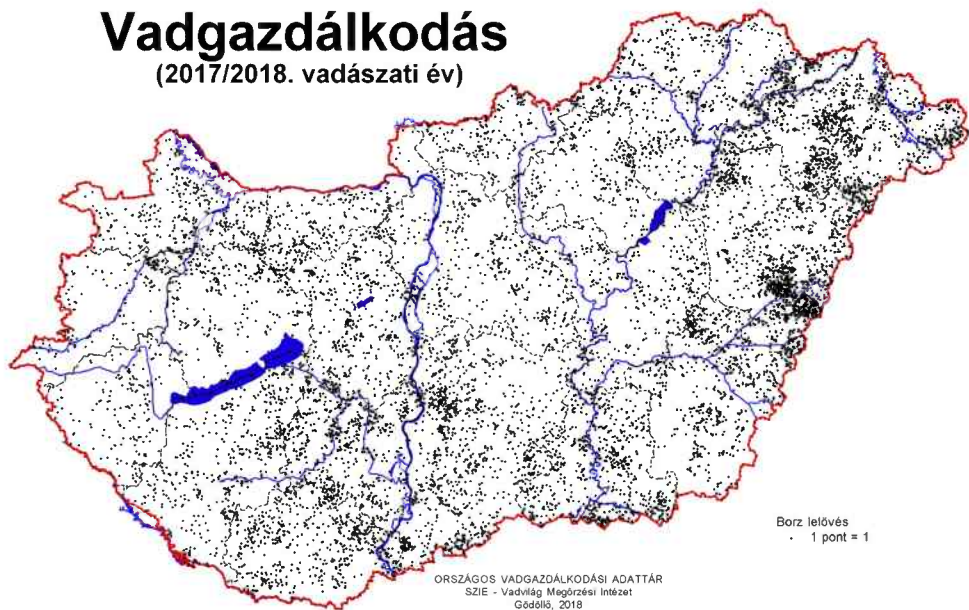 Vadgazdálkodás
(2017/2018. vadászati év)
Borz lelövés
· 1 pont = 1
ORSZÁGOS VADGAZDÁLKODÁSI ADATTÁR
SZIE - Vadvilág Megőrzési Intézet
Gödöllő, 2018